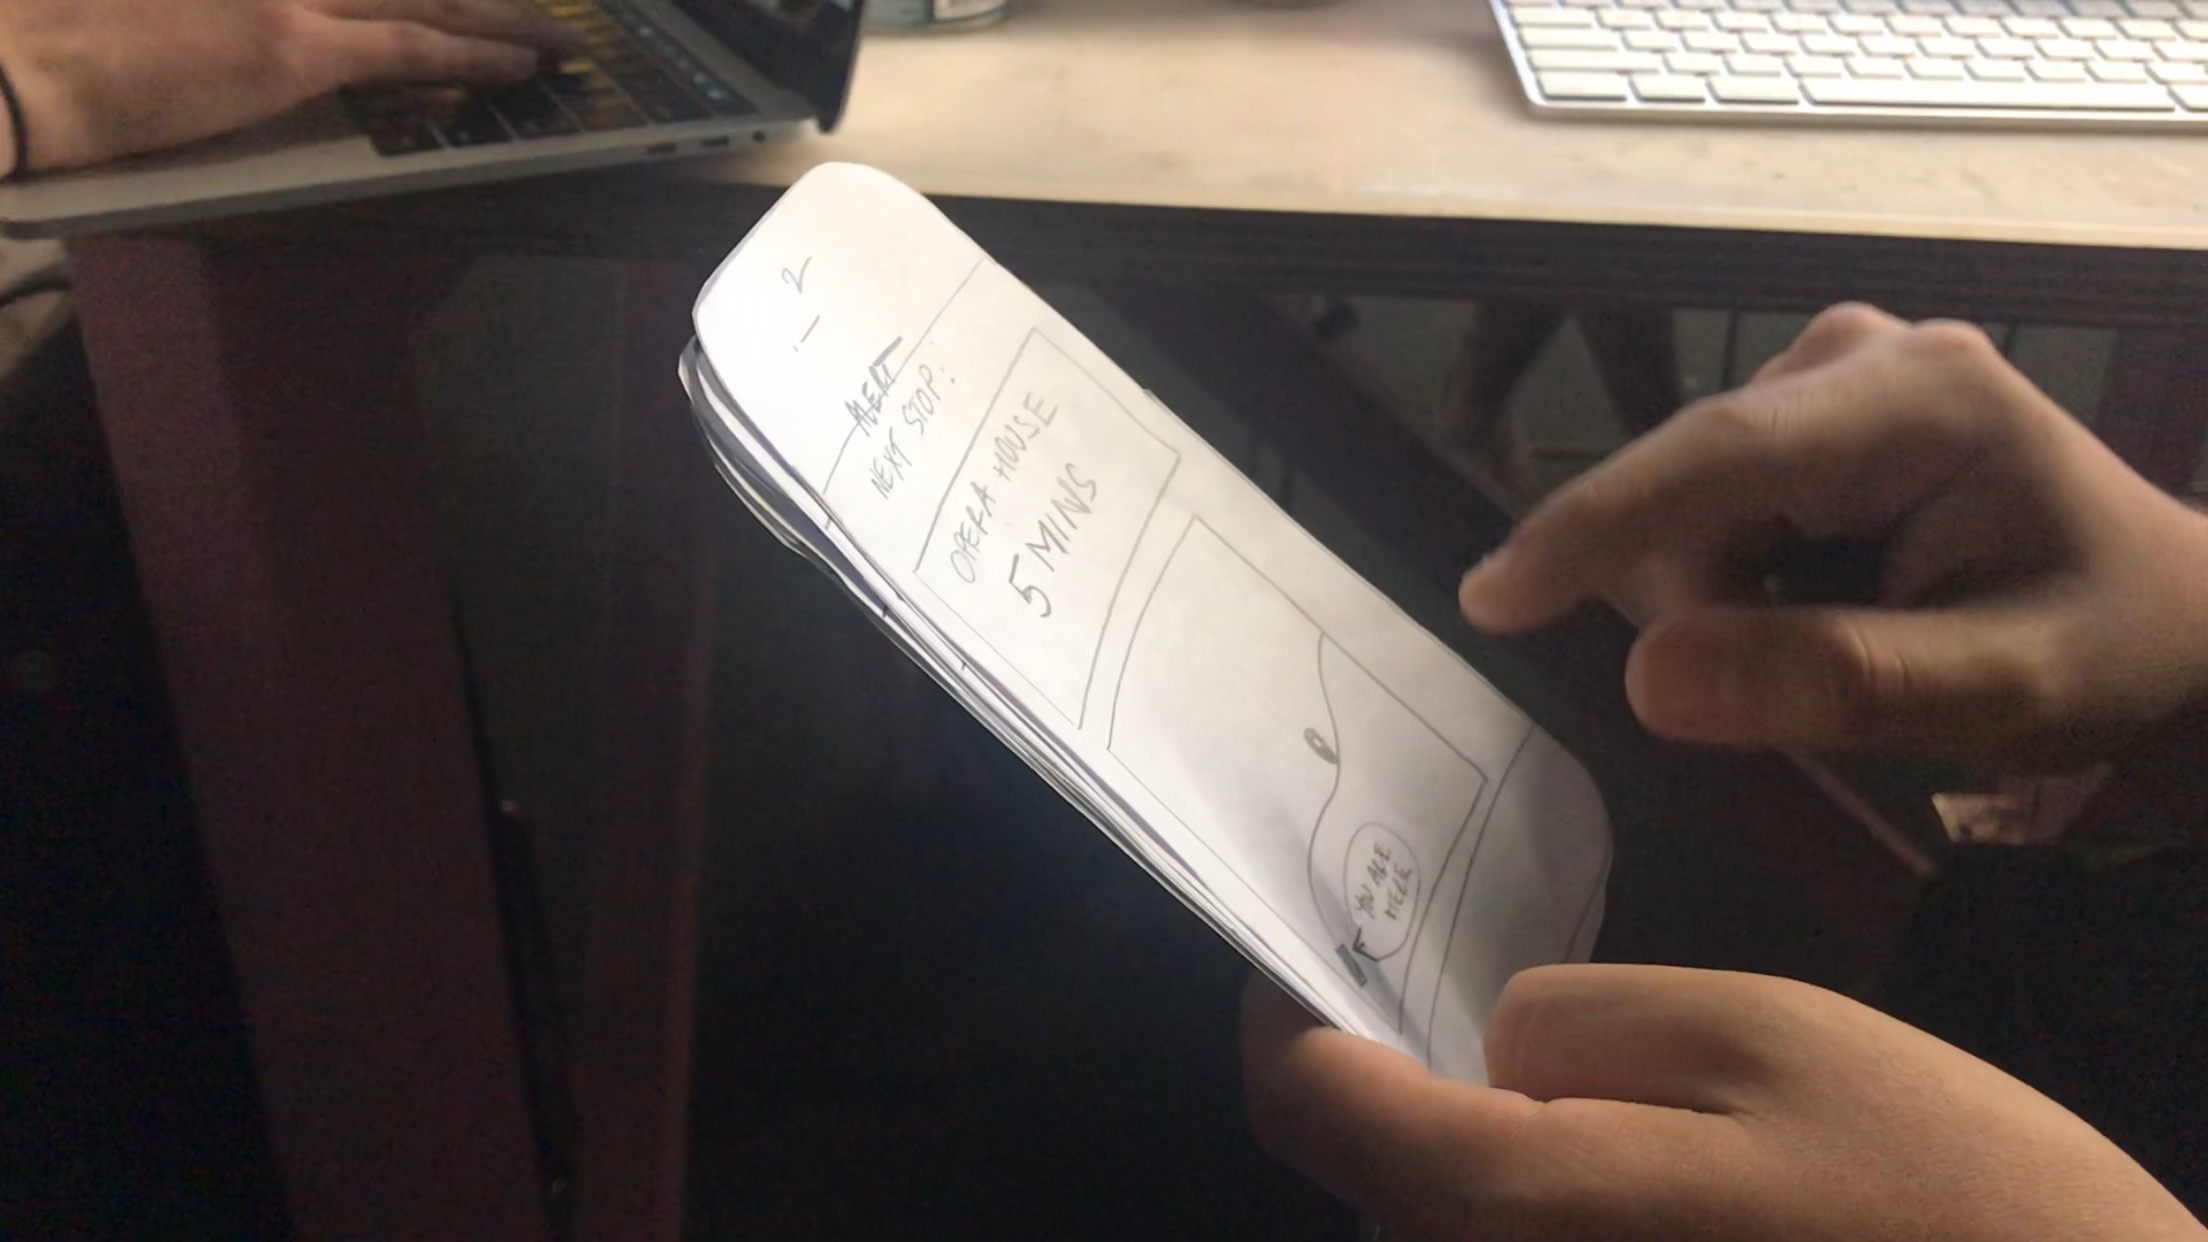 2
ALERT
NEXT STOP:
OPERA HOUSE
5 MINS
YOU ARE
HERE